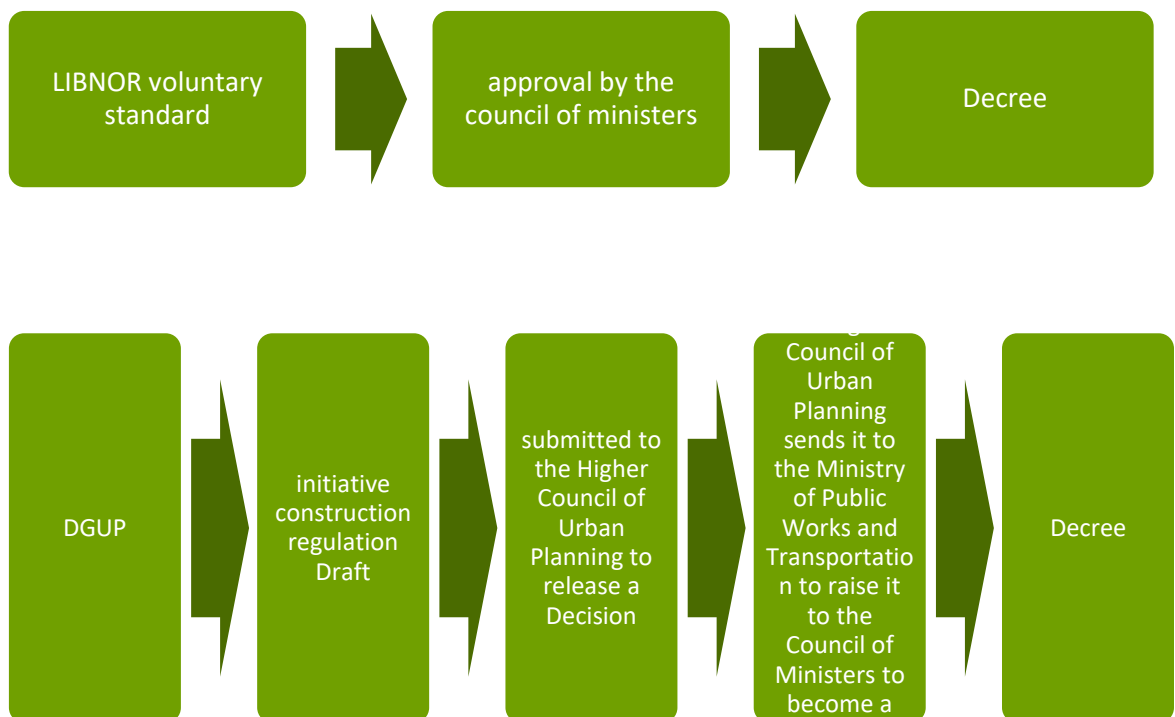 LIBNOR voluntary
standard
approval by the
council of ministers
Decree
DGUP
initiative
construction
regulation
Draft
submitted to
the Higher
Council of
Urban
Planning to
release a
Decision
Council of
Urban
Planning
sends it to
the Ministry
of Public
Works and
Transportatio
n to raise it
to the
Council of
Ministers to
become a
Decree